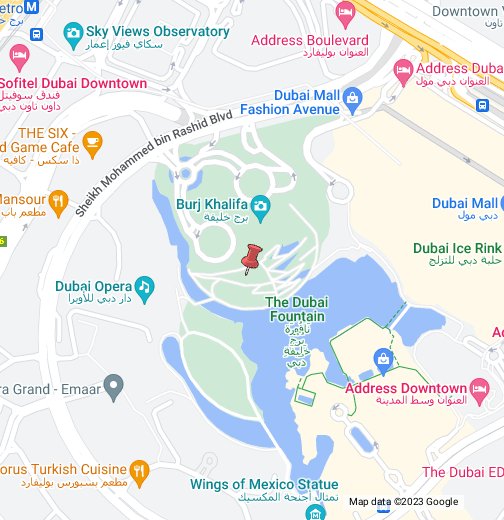 etro M
Sky Views Observatory
سكاي فيوز إعمار
Downtown V
Address Boulevard
العنوان بوليفارد
Address Duba
العنوان دبي مول
Sofitel Dubai Downtown
فندق سوفيتل
داون تاون دبي
Dubai Mall
Fashion Avenue
Sheikh Mohammed bin Rashid Blvd
THE SIX -
d Game Cafe
ذا سكس - كافيه
Mansour
مطعم باب
Burj Khalifa
برج خليفة
Dubai Mall
دبي مول
6
Dubai Ice Rink
حلبة دبي للتزلج
Dubai Opera
دار دبي للأوبرا
The Dubai
Fountain
نافورة
برج
خليفة
دبي
Ad
ra Grand - Emaar
Address Downtown
العنوان وسط المدينة
orus Turkish Cuisine
مطعم بسبورس بوليفارد
The Dubai ED
Wings of Mexico Statue
تمثال أجنحة المكسيك
Map data ©2023 Google